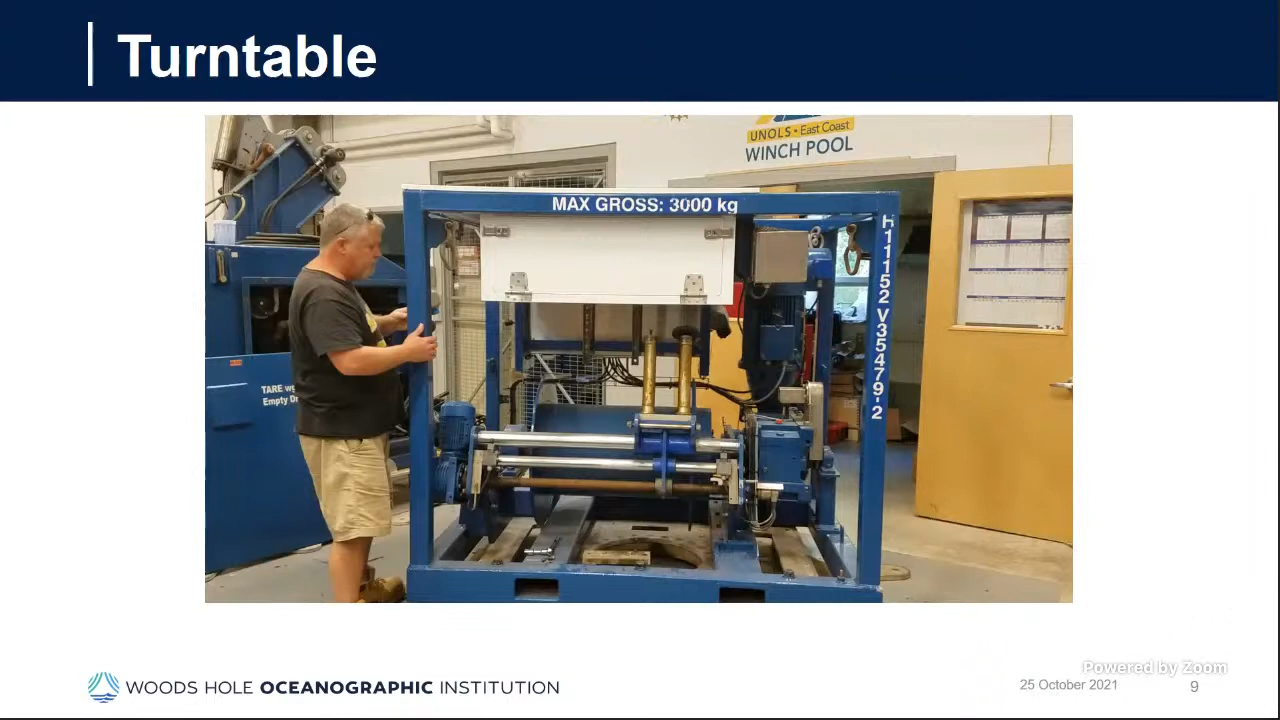 Turntable
UNOLS • East Coast
WINCH POOL
MAX GROSS: 3000 kg
H11152 V35479-2
TARE
Empty
WOODS HOLE OCEANOGRAPHIC INSTITUTION
25 October 2021
Powered by Zoom
9